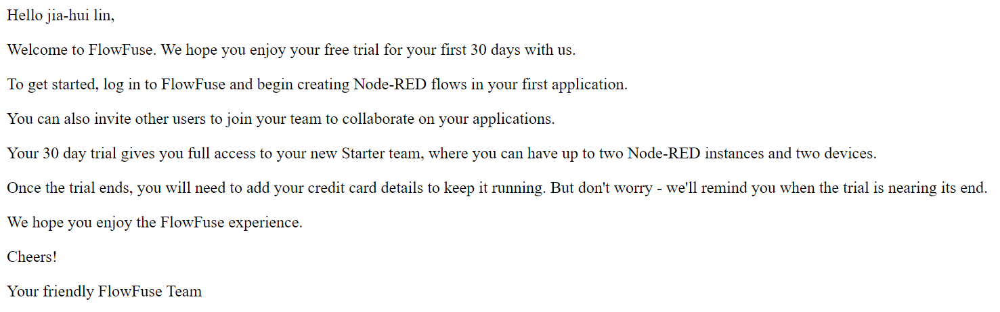 Hello jia-hui lin,
Welcome to FlowFuse. We hope you enjoy your free trial for your first 30 days with us.
To get started, log in to FlowFuse and begin creating Node-RED flows in your first application.
You can also invite other users to join your team to collaborate on your applications.
Your 30 day trial gives you full access to your new Starter team, where you can have up to two Node-RED instances and two devices.
Once the trial ends, you will need to add your credit card details to keep it running. But don't worry - we'll remind you when the trial is nearing its end.
We hope you enjoy the FlowFuse experience.
Cheers!
Your friendly FlowFuse Team